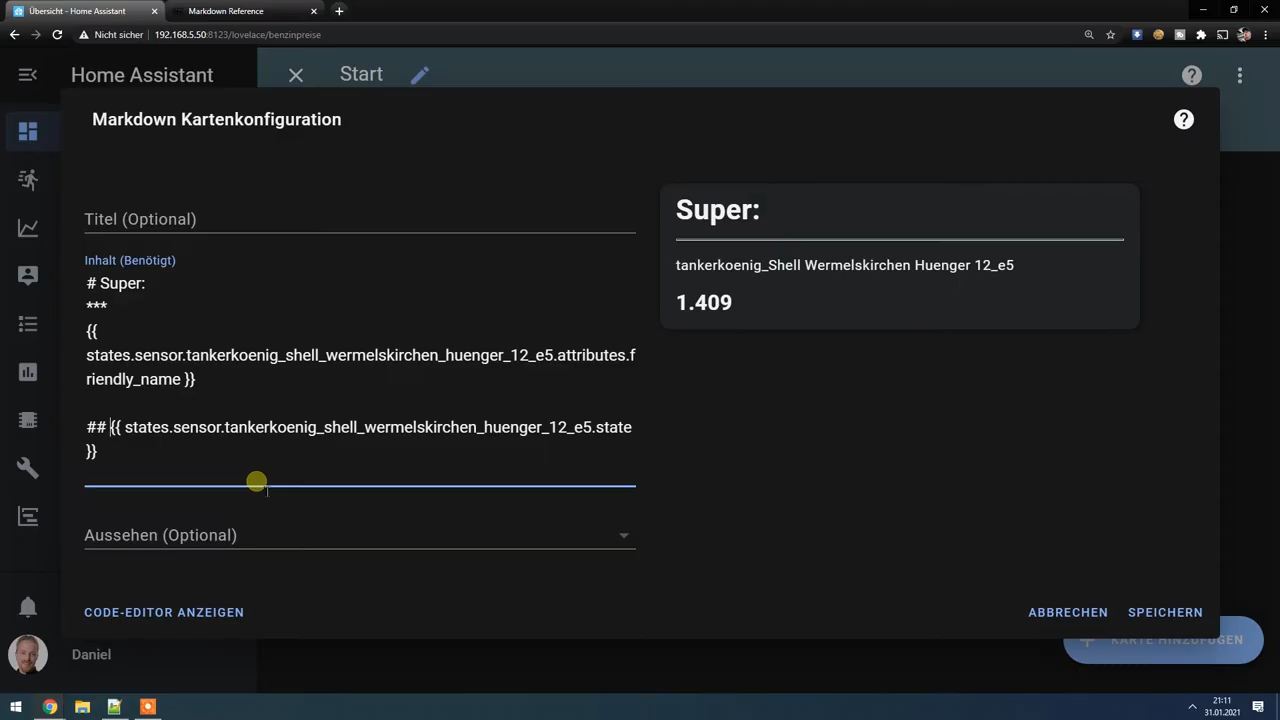 Übersicht - Home Assistant
Markdown Reference
Nicht sicher
192.168.5.50:8123/lovelace/benzinpreise
Home Assistant
Start
Markdown Kartenkonfiguration
Titel (Optional)
Inhalt (Benötigt)
# Super:
***
{{
states.sensor.tankerkoenig_shell_wermelskirchen_huenger_12_e5.attributes.f
riendly_name }}
## {{ states.sensor.tankerkoenig_shell_wermelskirchen_huenger_12_e5.state
}}
Aussehen (Optional)
CODE-EDITOR ANZEIGEN
Super:
tankerkoenig_Shell Wermelskirchen Huenger 12_e5
1.409
ABBRECHEN
SPEICHERN
KARTE HINZUFÜGEN
Daniel
21:11
31.01.2021